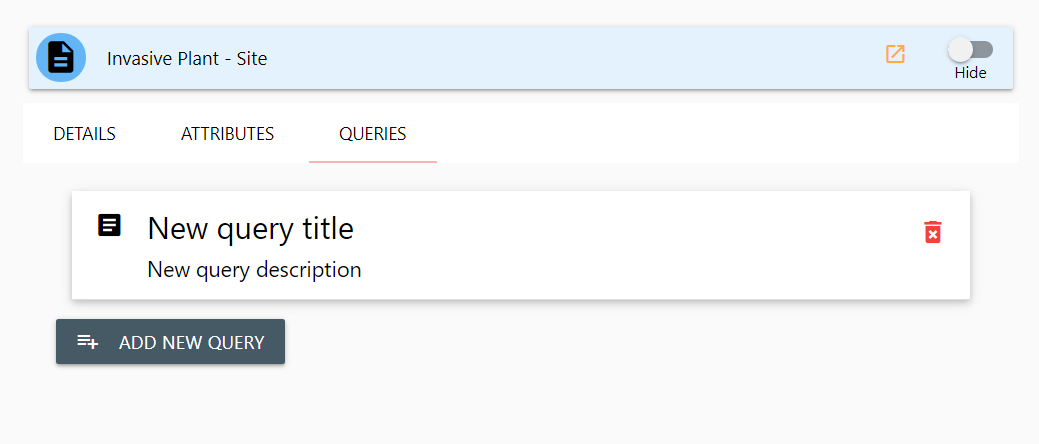 Invasive Plant - Site
Hide
DETAILS ATTRIBUTES QUERIES
New query title
New query description
ADD NEW QUERY